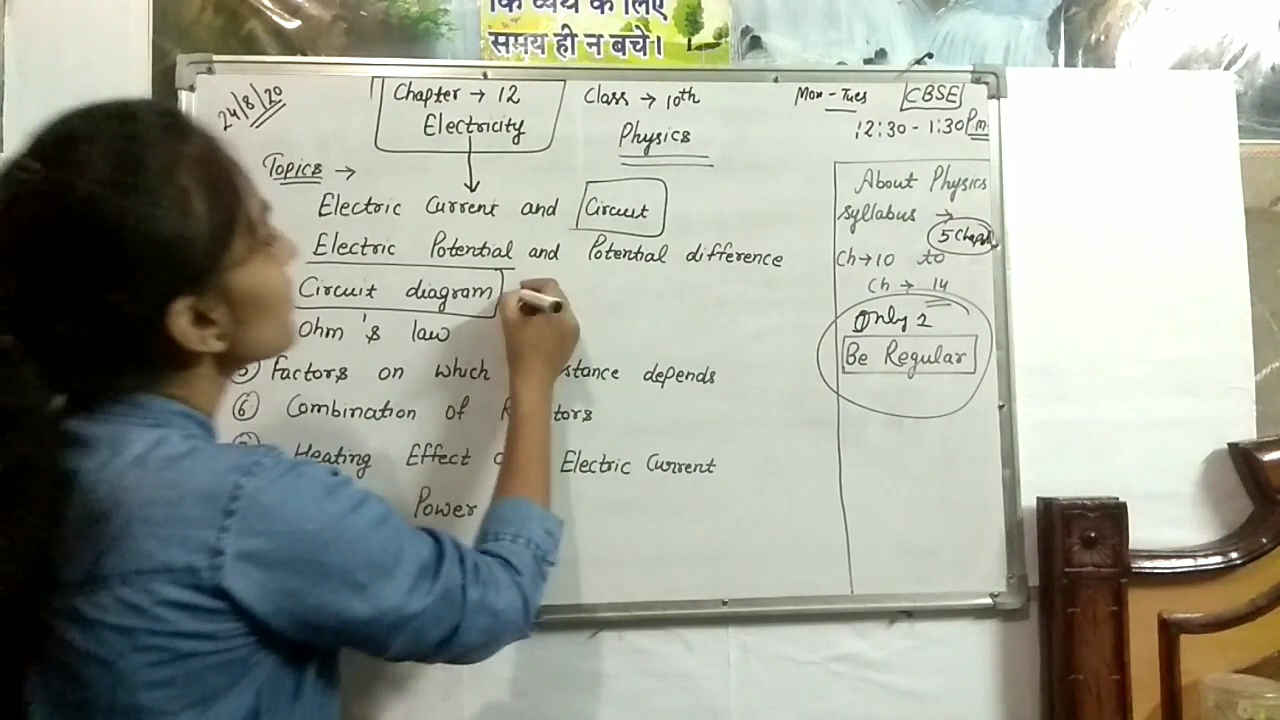 कि व्यर्थ के लिए
समय ही न बचे।
24/8/20
Chapter → 12
Electricity
Class → 10th
Physics
Mon - Tues
CBSE
12:30 - 1:30 Pm
Topics →
Electric Current and Circuit
Electric Potential and Potential difference
Circuit diagram
Ohm's law
5 Factors on which stance depends
6 Combination of R tors
Heating Effect Electric Current
Power
About Physics
syllabus →
5 Chap
Ch → 10 to
Ch → 14
Only 2
Be Regular